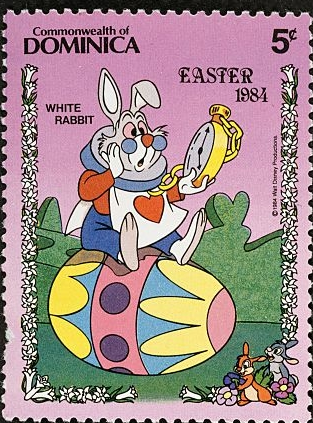 Commonwealth of
DOMINICA
5¢
EASTER
1984
WHITE
RABBIT
©1984 Walt Disney Productions